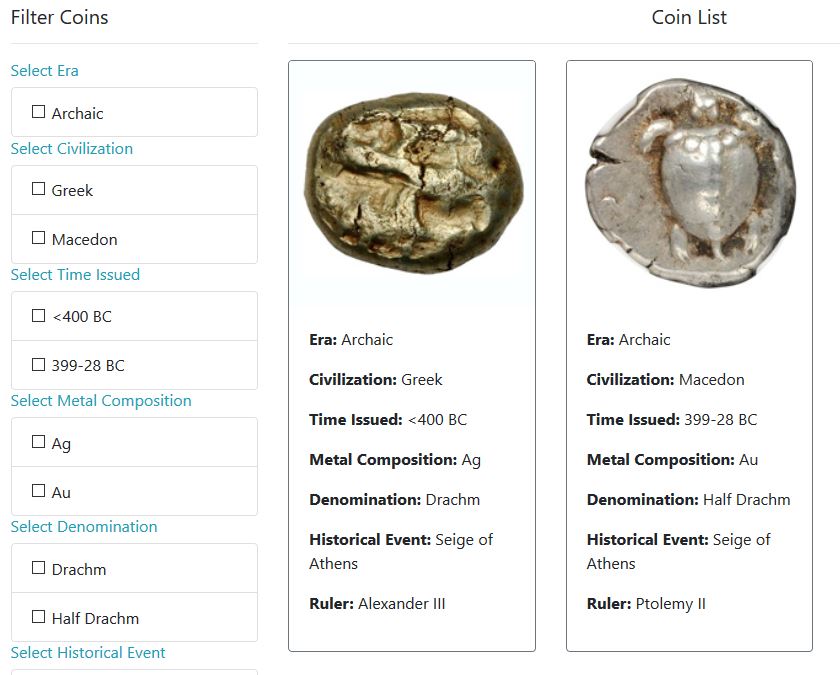 Filter Coins
Select Era
Archaic
Select Civilization
Greek
Macedon
Select Time Issued
<400 BC
399-28 BC
Select Metal Composition
Ag
Au
Select Denomination
Drachm
Half Drachm
Select Historical Event
Coin List
Era: Archaic
Civilization: Greek
Time Issued: <400 BC
Metal Composition: Ag
Denomination: Drachm
Historical Event: Seige of
Athens
Ruler: Alexander III
Era: Archaic
Civilization: Macedon
Time Issued: 399-28 BC
Metal Composition: Au
Denomination: Half Drachm
Historical Event: Seige of
Athens
Ruler: Ptolemy II